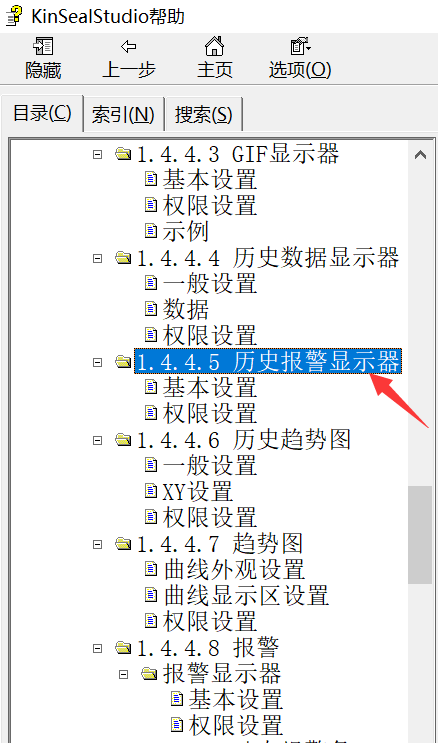 KinSealStudio帮助
隐藏 上一步 主页 选项(O)
目录(C) 索引(N) 搜索(S)
1.4.4.3 GIF显示器
基本设置
权限设置
示例
1.4.4.4 历史数据显示器
一般设置
数据
权限设置
1.4.4.5 历史报警显示器
基本设置
权限设置
1.4.4.6 历史趋势图
一般设置
XY设置
权限设置
1.4.4.7 趋势图
曲线外观设置
曲线显示区设置
权限设置
1.4.4.8 报警
报警显示器
基本设置
权限设置